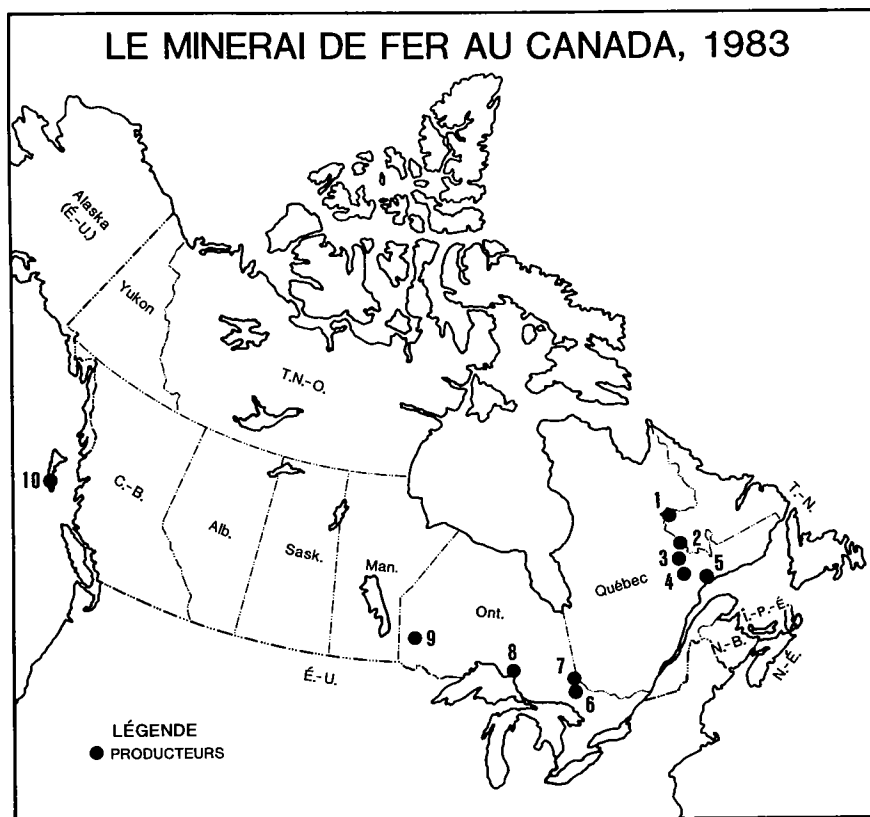 LE MINERAI DE FER AU CANADA, 1983
Alaska
(É.-U.)
Yukon
T.N.-O.
10
C.-B.
Alb.
Sask.
Man.
Ont.
Québec
T.-N.
1
2
3
4
5
Î.-P.-É.
N.-B.
N.-É.
9
8
7
6
É.-U.
LÉGENDE
PRODUCTEURS